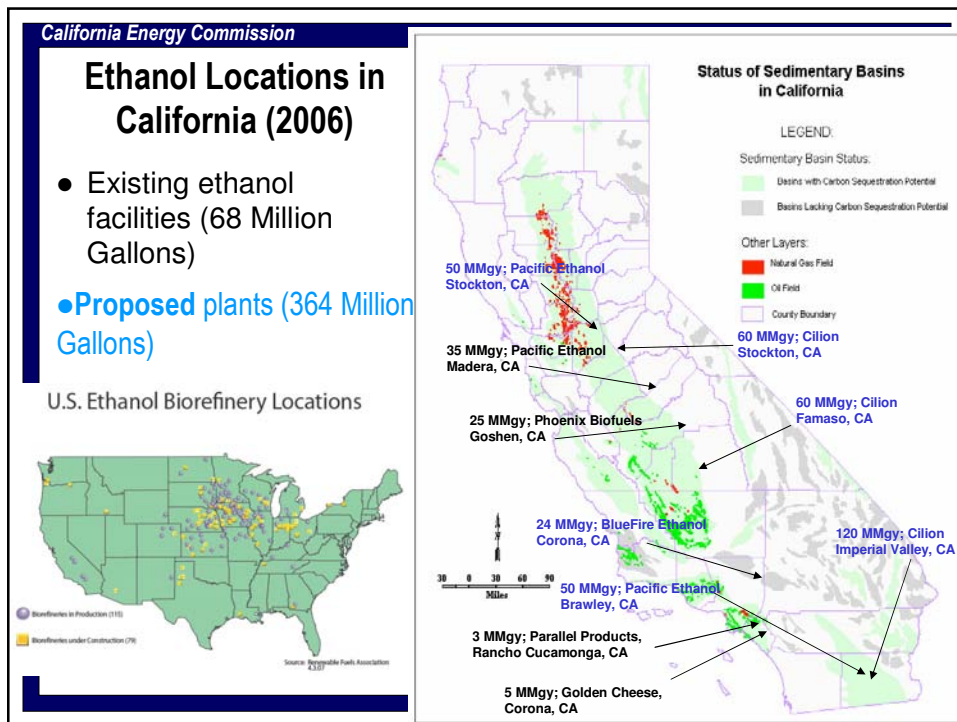 California Energy Commission
Ethanol Locations in
California (2006)
● Existing ethanol
facilities (68 Million
Gallons)
●Proposed plants (364 Million
Gallons)
U.S. Ethanol Biorefinery Locations
Biorefineries in Production (115)
Biorefineries under Construction (79)
Source: Renewable Fuels Association
4.3.07
Status of Sedimentary Basins
in California
LEGEND:
Sedimentary Basin Status:
Basins with Carbon Sequestration Potential
Basins Lacking Carbon Sequestration Potential
Other Layers:
Natural Gas Field
Oil Field
County Boundary
50 MMgy; Pacific Ethanol
Stockton, CA
60 MMgy; Cilion
Stockton, CA
35 MMgy; Pacific Ethanol
Madera, CA
60 MMgy; Cilion
Famaso, CA
25 MMgy; Phoenix Biofuels
Goshen, CA
24 MMgy; BlueFire Ethanol
Corona, CA
120 MMgy; Cilion
Imperial Valley, CA
30 0 30 60 90
Miles
50 MMgy; Pacific Ethanol
Brawley, CA
3 MMgy; Parallel Products,
Rancho Cucamonga, CA
5 MMgy; Golden Cheese,
Corona, CA